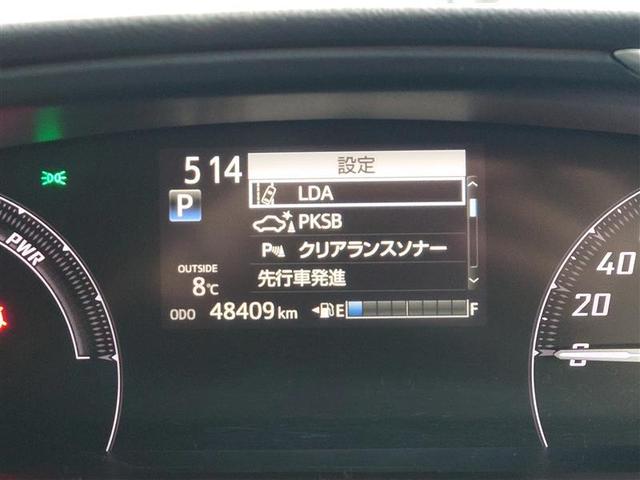 5 14
設定
LDA
P
PKSB
P クリアランスソナー
先行車発進
OUTSIDE
8℃
ODO 48409 km
E F
PWR
40
20
0